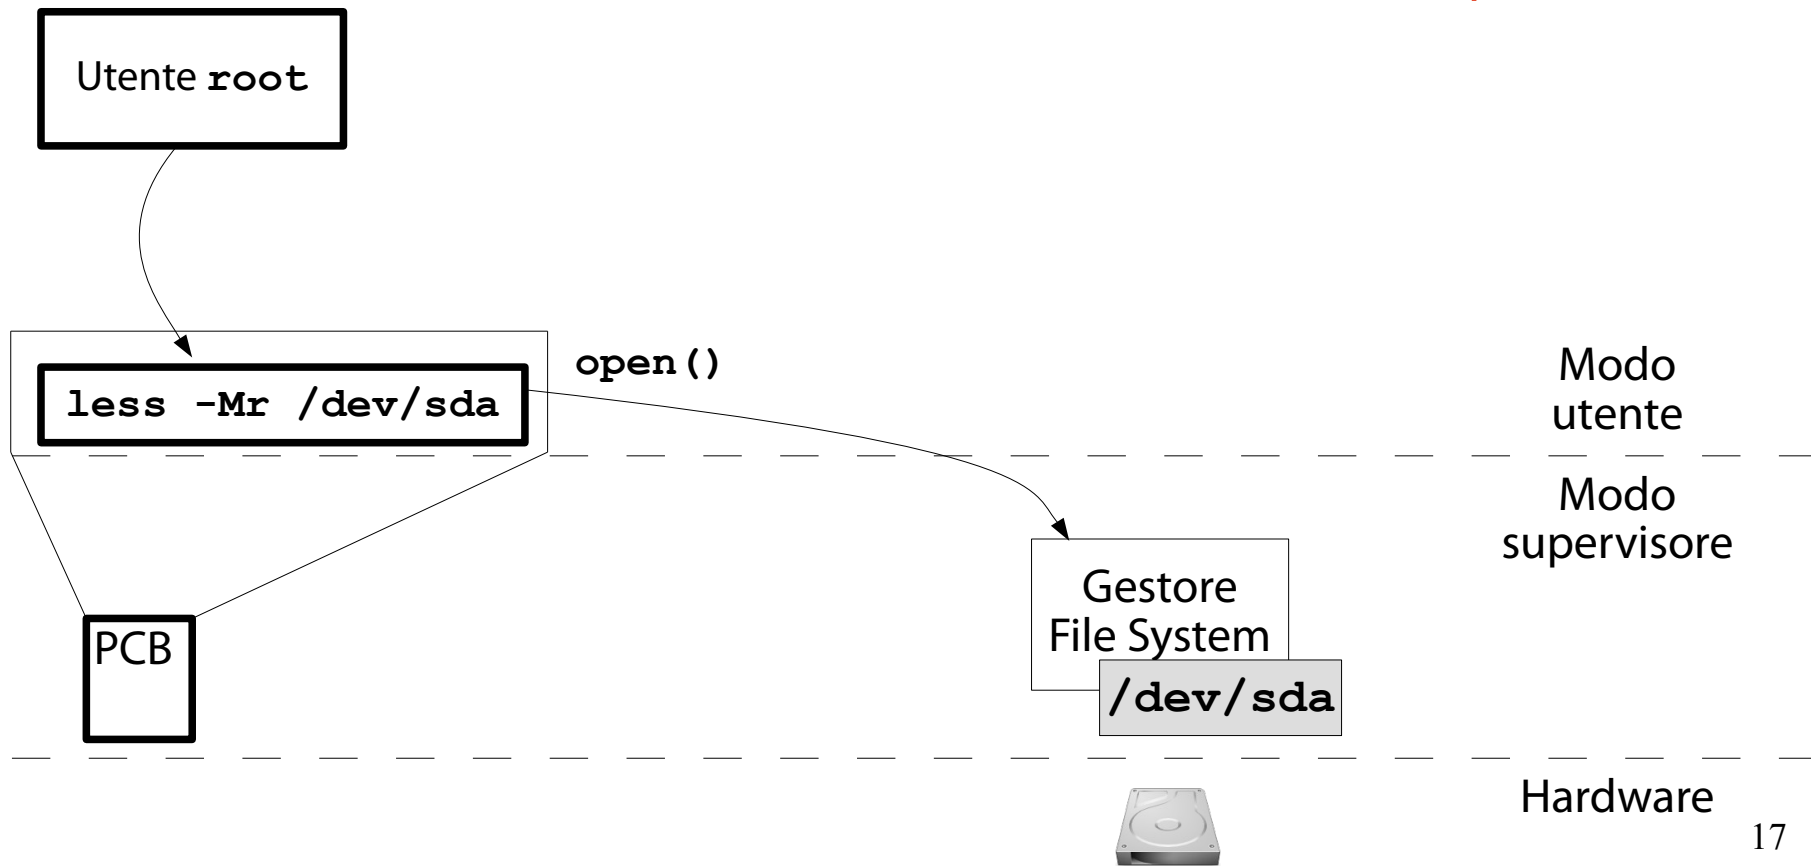 Utente root
open()
less -Mr /dev/sda
Modo
utente
Modo
supervisore
Gestore
File System
PCB
/dev/sda
Hardware
17